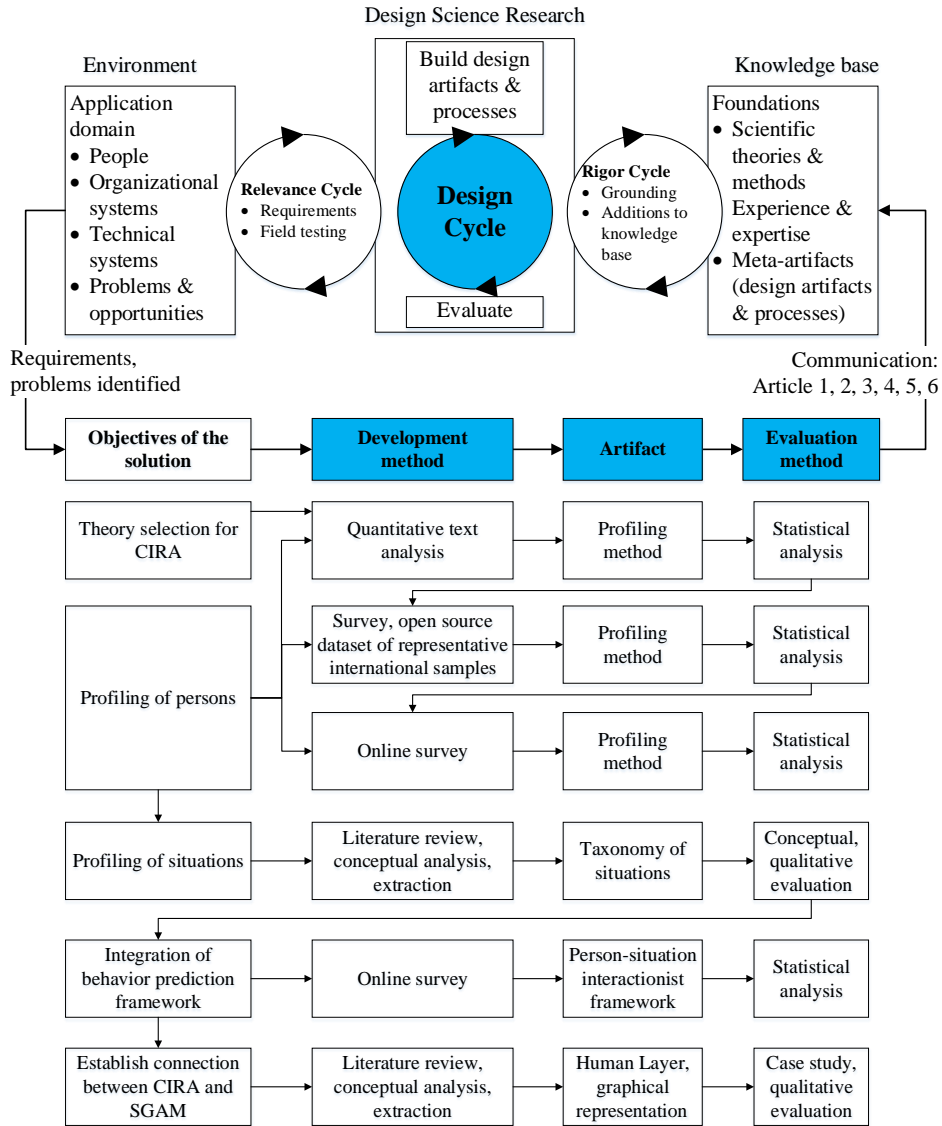 Design Science Research
Environment
Application
domain
• People
• Organizational
systems
• Technical
systems
• Problems &
opportunities
Relevance Cycle
• Requirements
• Field testing
Build design
artifacts &
processes
Design
Cycle
Evaluate
Rigor Cycle
• Grounding
• Additions to
knowledge
base
Knowledge base
Foundations
• Scientific
theories &
methods
Experience &
expertise
• Meta-artifacts
(design artifacts
& processes)
Requirements,
problems identified
Communication:
Article 1, 2, 3, 4, 5, 6
Objectives of the
solution
Development
method
Artifact
Evaluation
method
Theory selection for
CIRA
Quantitative text
analysis
Profiling
method
Statistical
analysis
Profiling of persons
Survey, open source
dataset of representative
international samples
Profiling
method
Statistical
analysis
Online survey
Profiling
method
Statistical
analysis
Profiling of situations
Literature review,
conceptual analysis,
extraction
Taxonomy of
situations
Conceptual,
qualitative
evaluation
Integration of
behavior prediction
framework
Online survey
Person-situation
interactionist
framework
Statistical
analysis
Establish connection
between CIRA and
SGAM
Literature review,
conceptual analysis,
extraction
Human Layer,
graphical
representation
Case study,
qualitative
evaluation